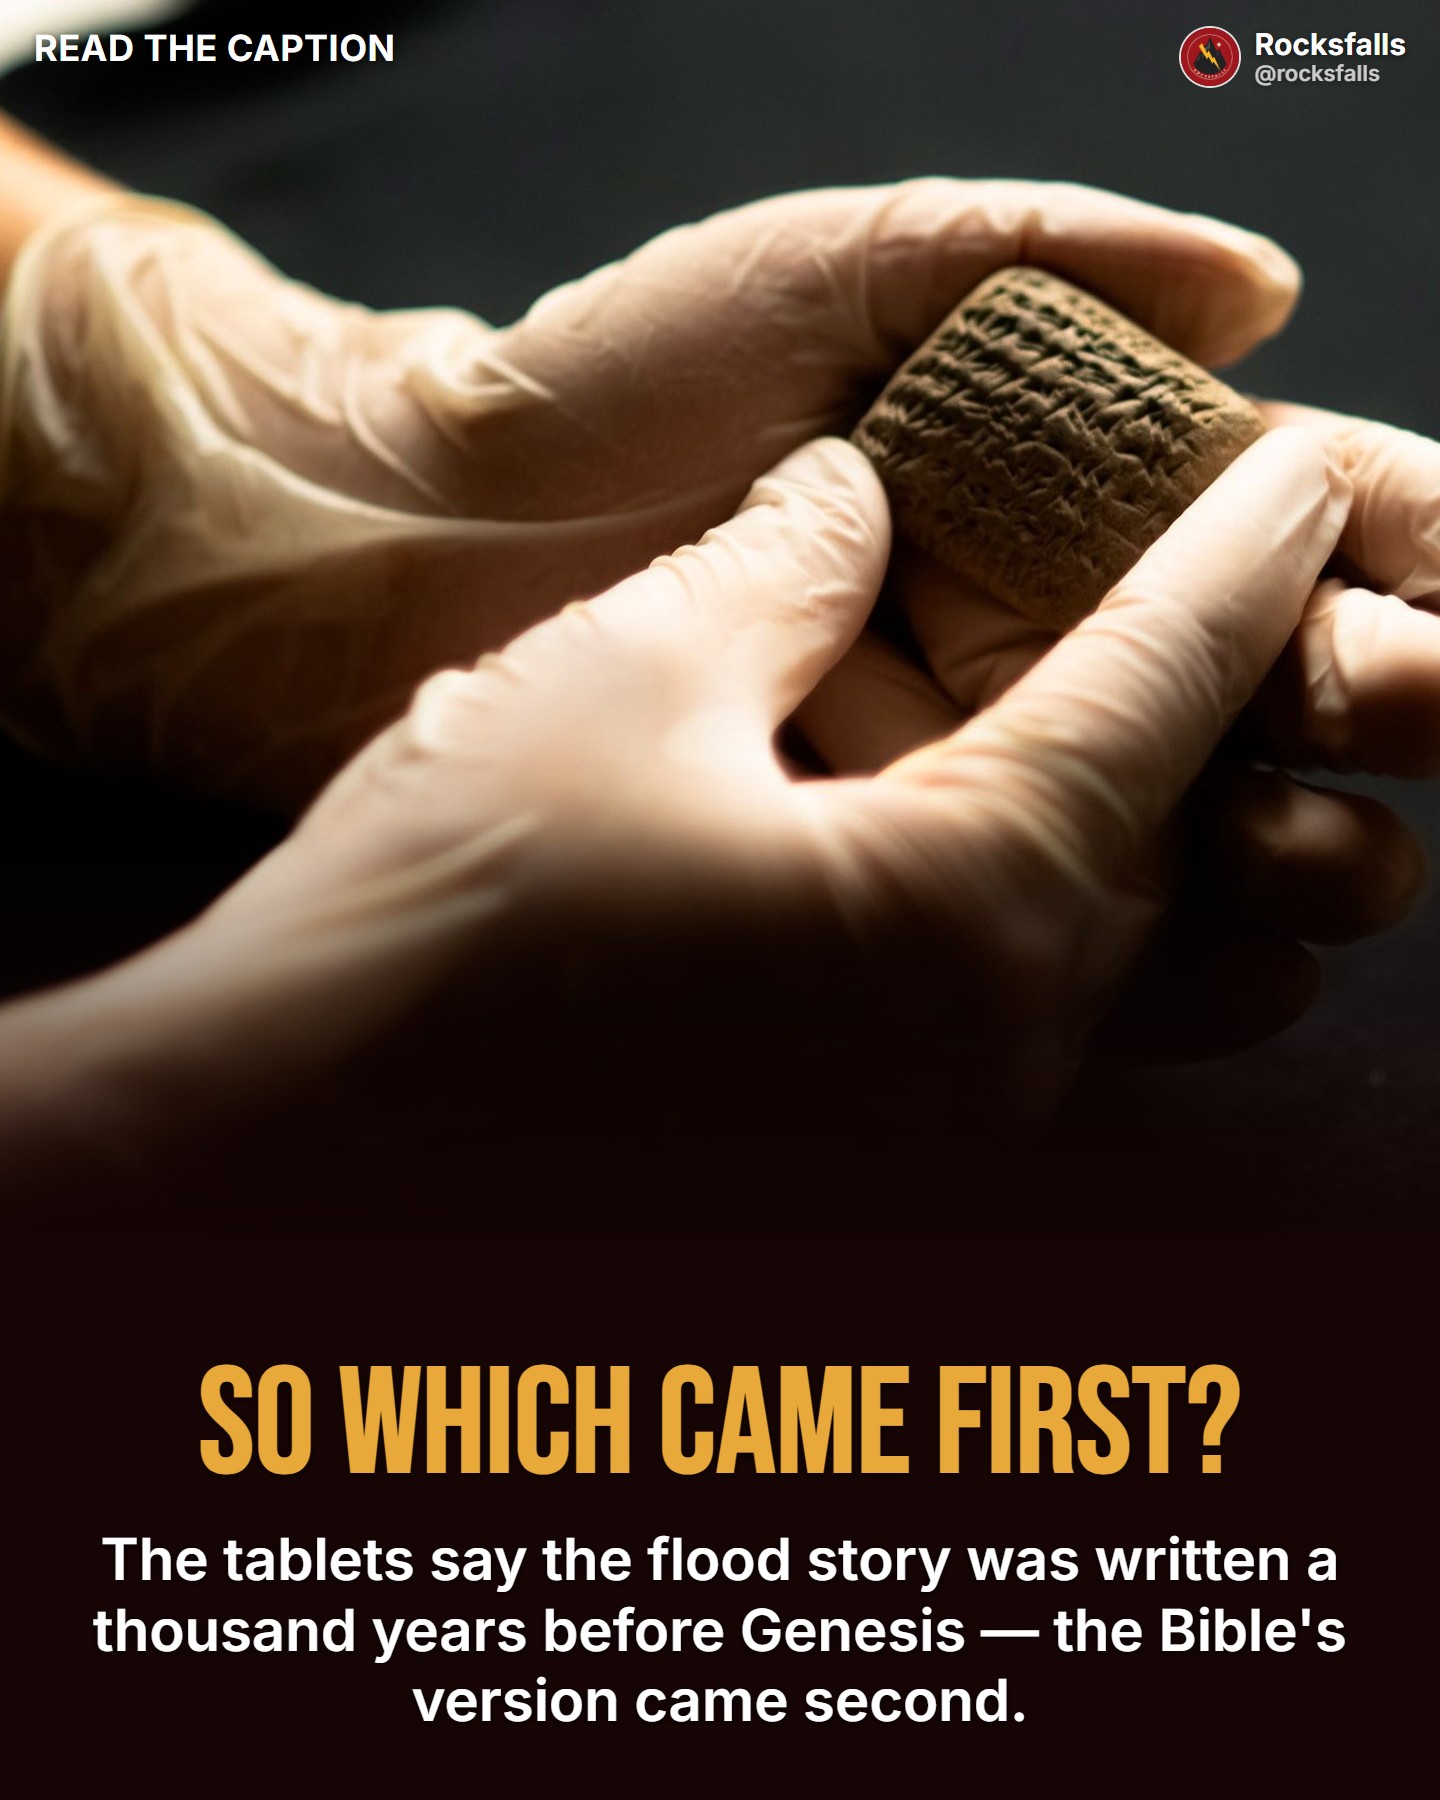 READ THE CAPTION
Rocksfalls
@rocksfalls
SO WHICH CAME FIRST?
The tablets say the flood story was written a
thousand years before Genesis — the Bible's
version came second.